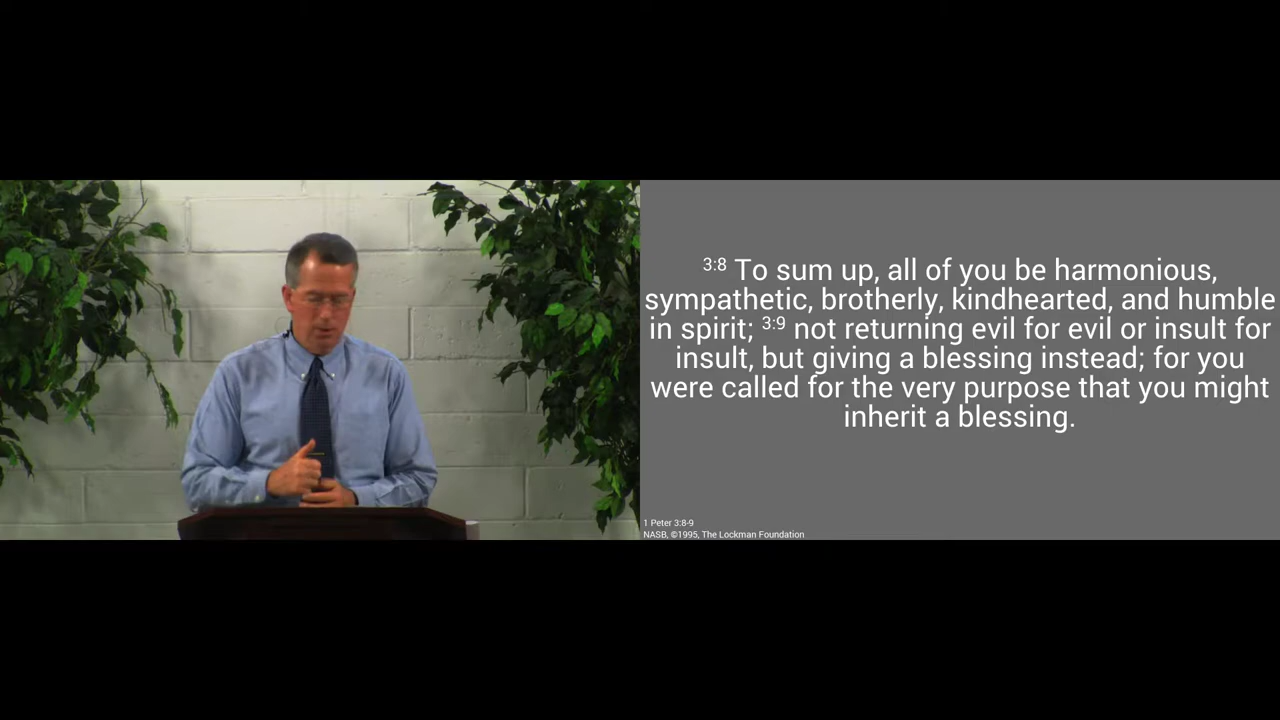 3:8 To sum up, all of you be harmonious,
sympathetic, brotherly, kindhearted, and humble
in spirit; 3:9 not returning evil for evil or insult for
insult, but giving a blessing instead; for you
were called for the very purpose that you might
inherit a blessing.
1 Peter 3:8-9
NASB, ©1995, The Lockman Foundation